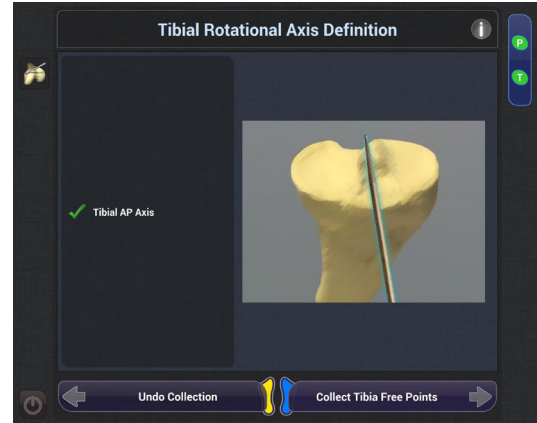 Tibial Rotational Axis Definition
i
P
T
Tibial AP Axis
Undo Collection
Collect Tibia Free Points